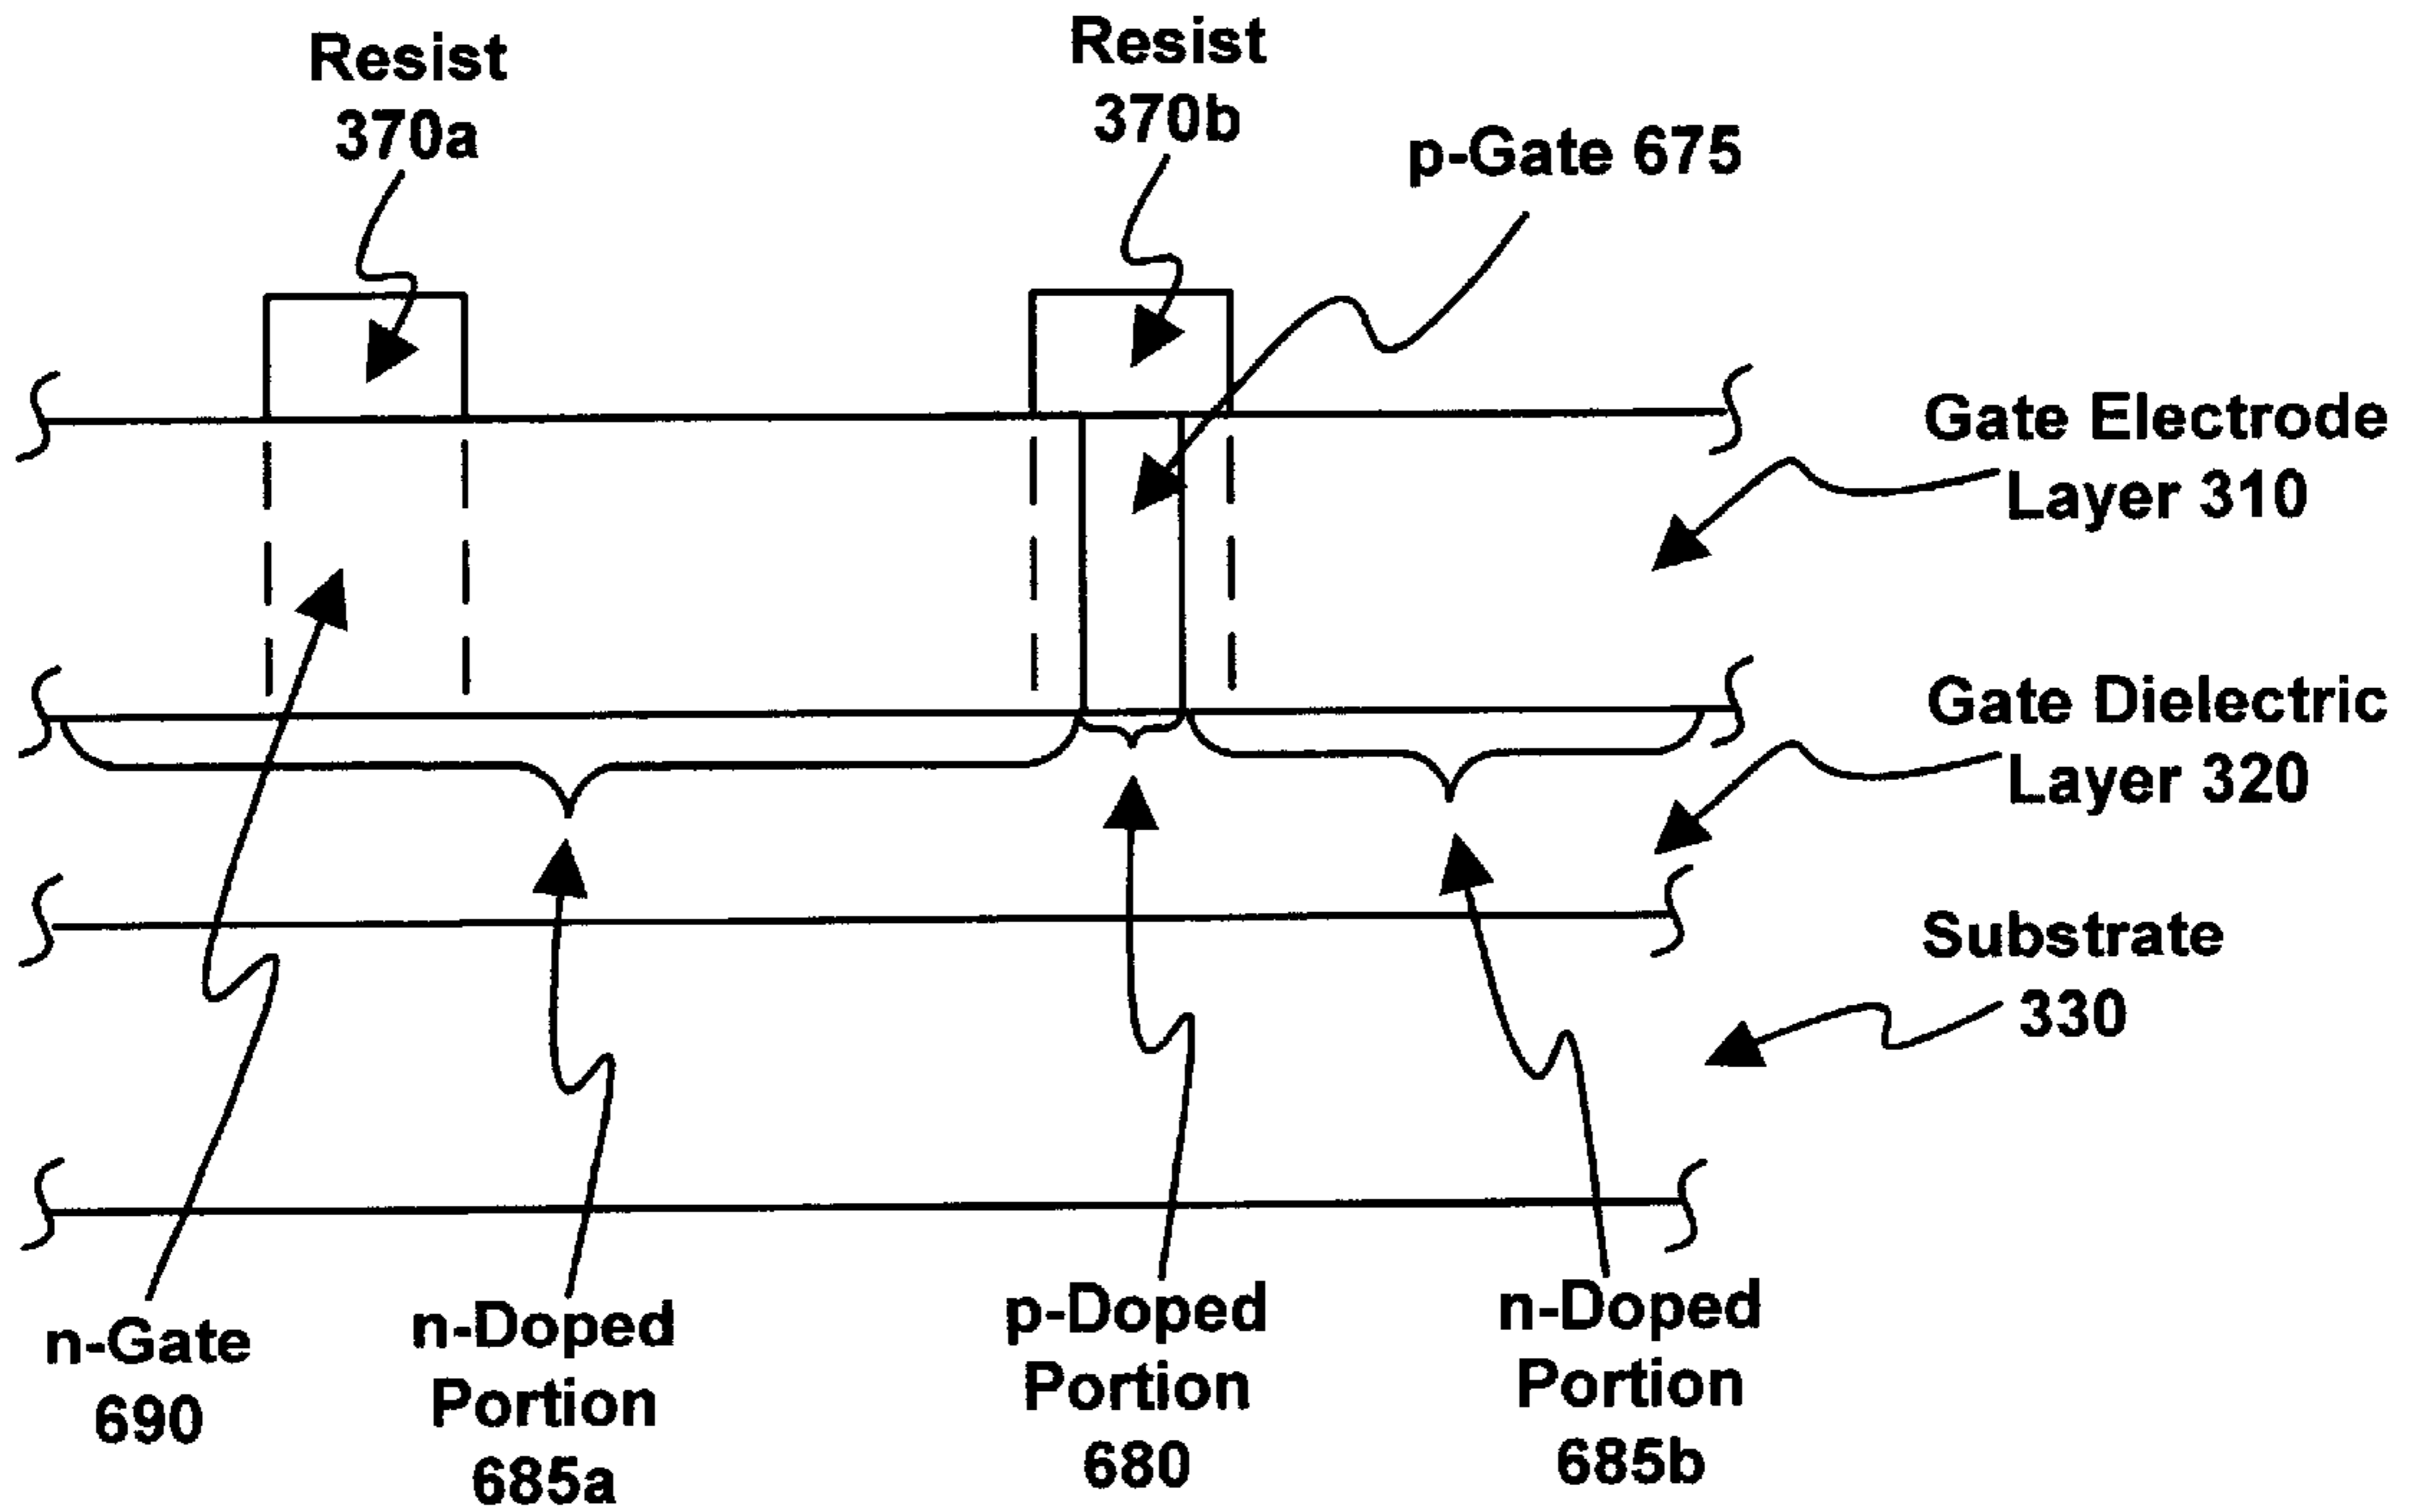 Resist
370a
Resist
370b
p-Gate 675
Gate Electrode
Layer 310
Gate Dielectric
Layer 320
Substrate
330
n-Gate
690
n-Doped
Portion
685a
p-Doped
Portion
680
n-Doped
Portion
685b